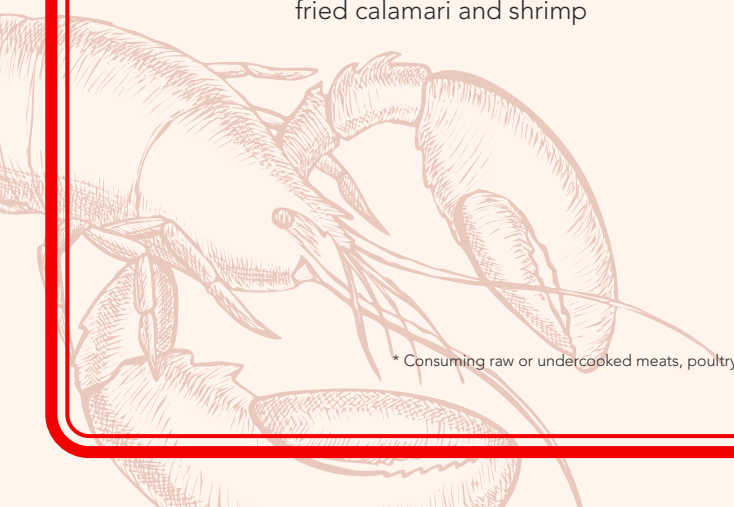 fried calamari and shrimp
* Consuming raw or undercooked meats, poultry